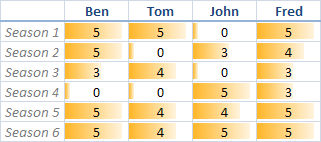 Ben Tom John Fred
Season 1 5 5 0 5
Season 2 5 0 3 4
Season 3 3 4 0 3
Season 4 0 0 5 3
Season 5 5 4 4 5
Season 6 5 4 5 5